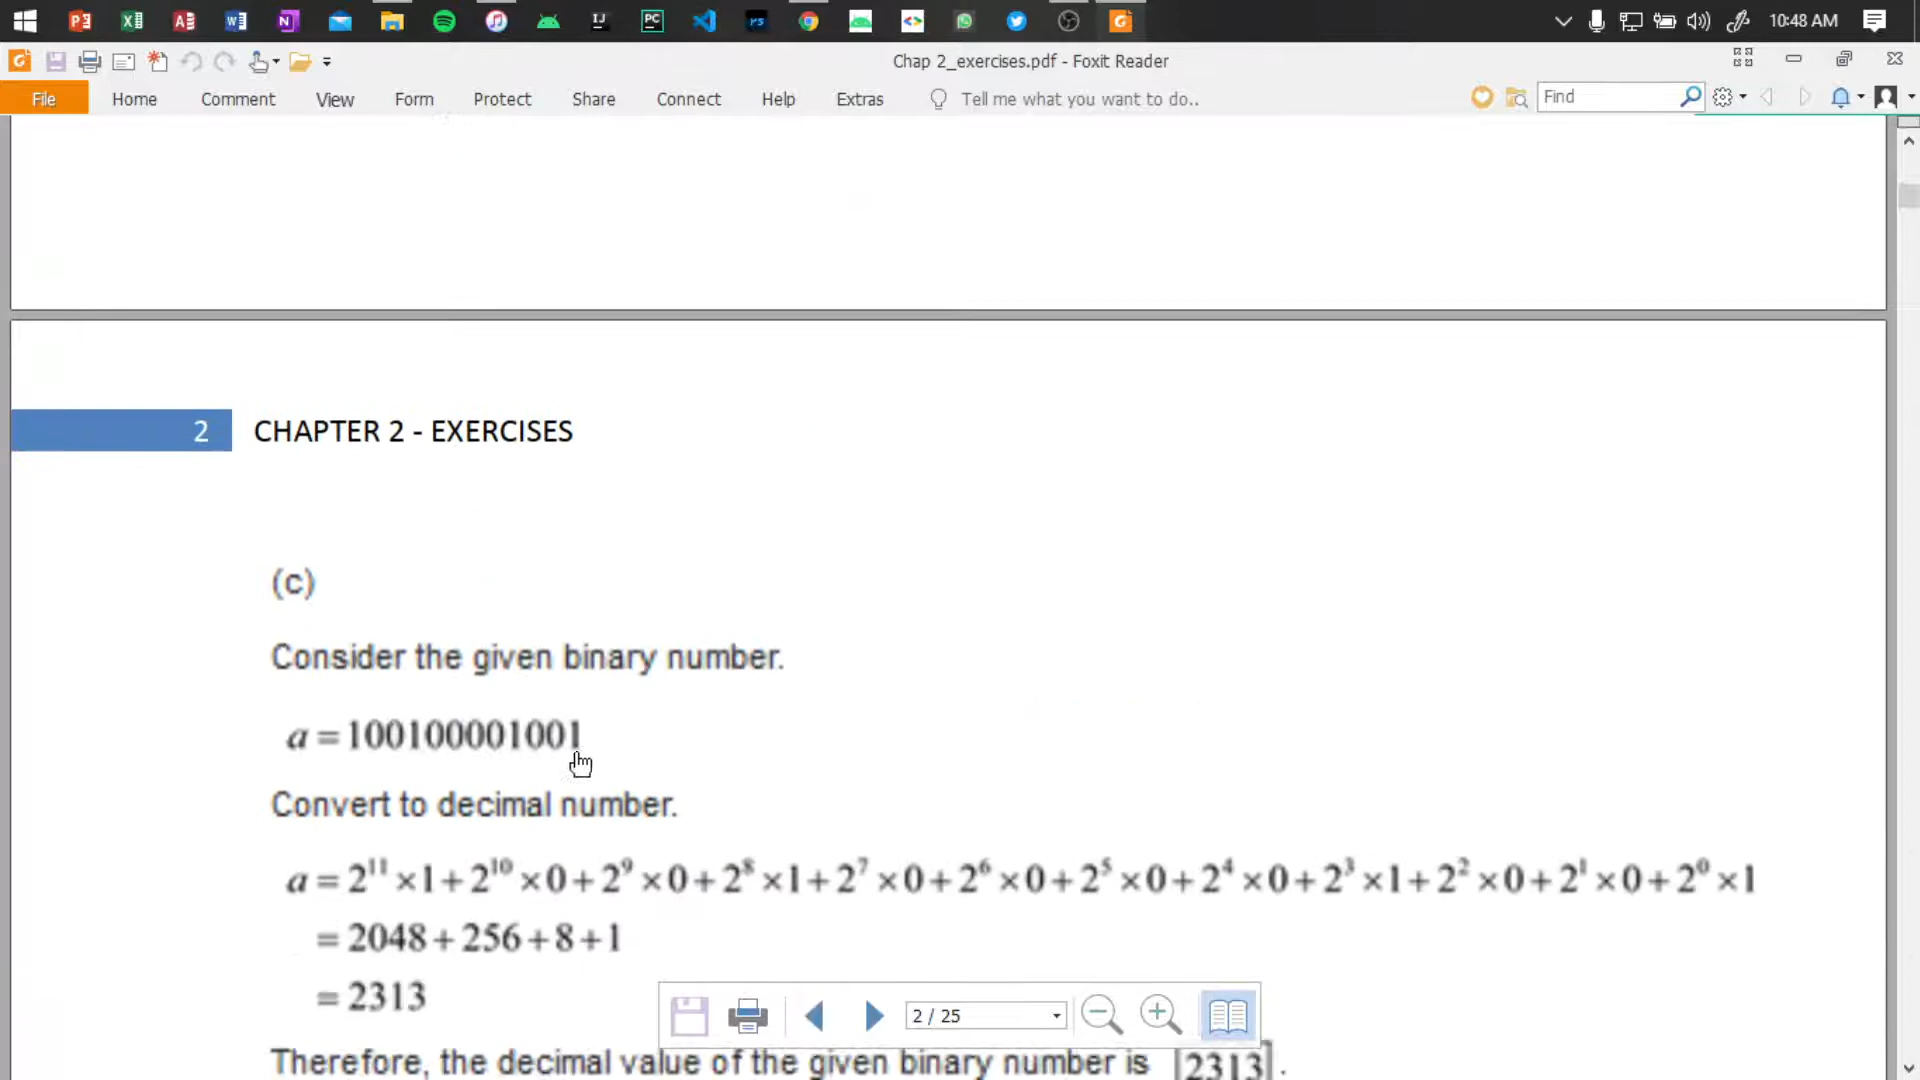 10:48 AM
Chap 2_exercises.pdf - Foxit Reader
File Home Comment View Form Protect Share Connect Help Extras Tell me what you want to do.. Find
2 CHAPTER 2 - EXERCISES
(c)
Consider the given binary number.
a = 100100001001
Convert to decimal number.
a = 2¹¹ ×1+2¹⁰ ×0+2⁹ ×0+2⁸ ×1+2⁷ ×0+2⁶ ×0+2⁵ ×0+2⁴ ×0+2³ ×1+2² ×0+2¹ ×0+2⁰ ×1
= 2048+256+8+1
= 2313
2 / 25
Therefore, the decimal value of the given binary number is 2313.